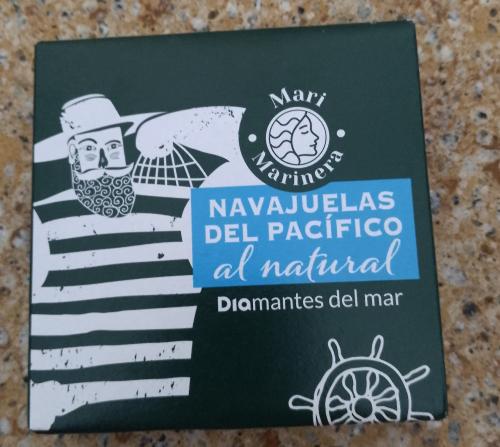 Mari
Marinera
NAVAJUELAS
DEL PACÍFICO
al natural
DIamantes del mar